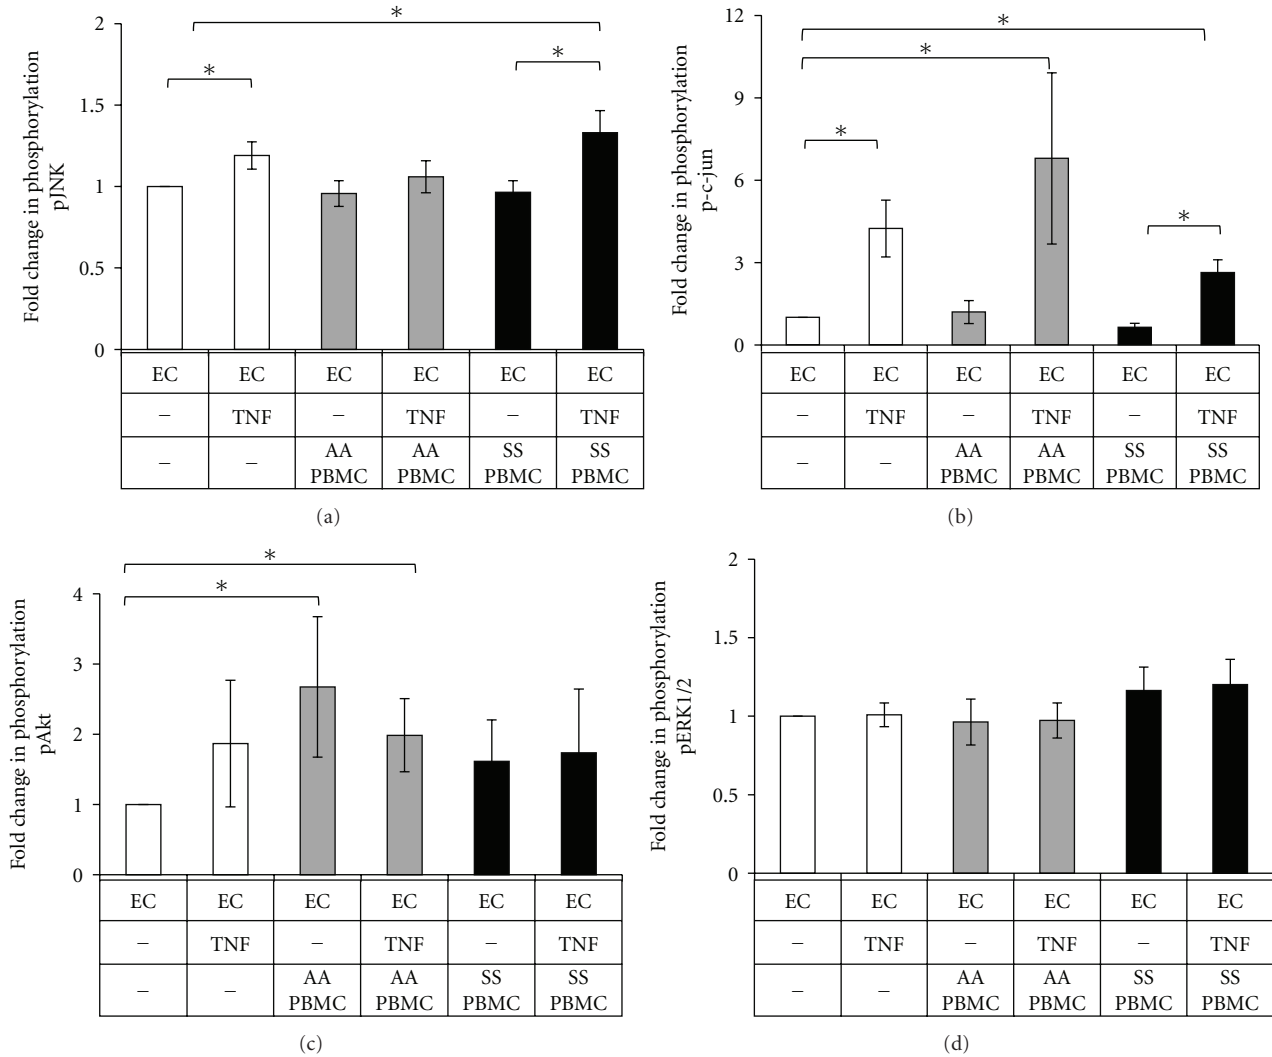 *
*
*
2
1.5
1
0.5
0
Fold change in phosphorylation
pJNK
EC EC EC EC EC EC
− TNF − TNF − TNF
− − AA PBMC AA PBMC SS PBMC SS PBMC
(a)
*
*
*
*
12
9
6
3
0
Fold change in phosphorylation
p-c-jun
EC EC EC EC EC EC
− TNF − TNF − TNF
− − AA PBMC AA PBMC SS PBMC SS PBMC
(b)
*
*
4
3
2
1
0
Fold change in phosphorylation
pAkt
EC EC EC EC EC EC
− TNF − TNF − TNF
− − AA PBMC AA PBMC SS PBMC SS PBMC
(c)
2
1.5
1
0.5
0
Fold change in phosphorylation
pERK1/2
EC EC EC EC EC EC
− TNF − TNF − TNF
− − AA PBMC AA PBMC SS PBMC SS PBMC
(d)